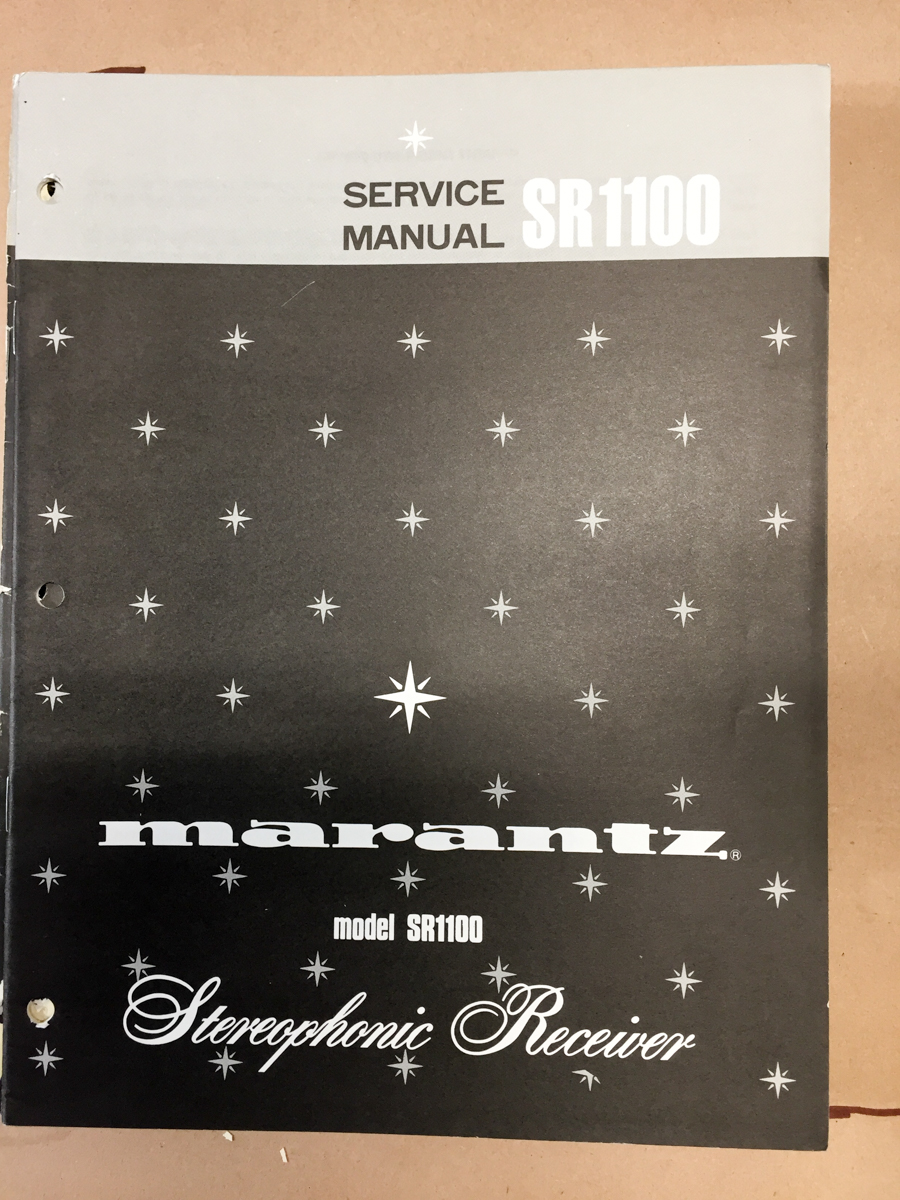 SERVICE
MANUAL SR1100
marantz®
model SR1100
Stereophonic Receiver